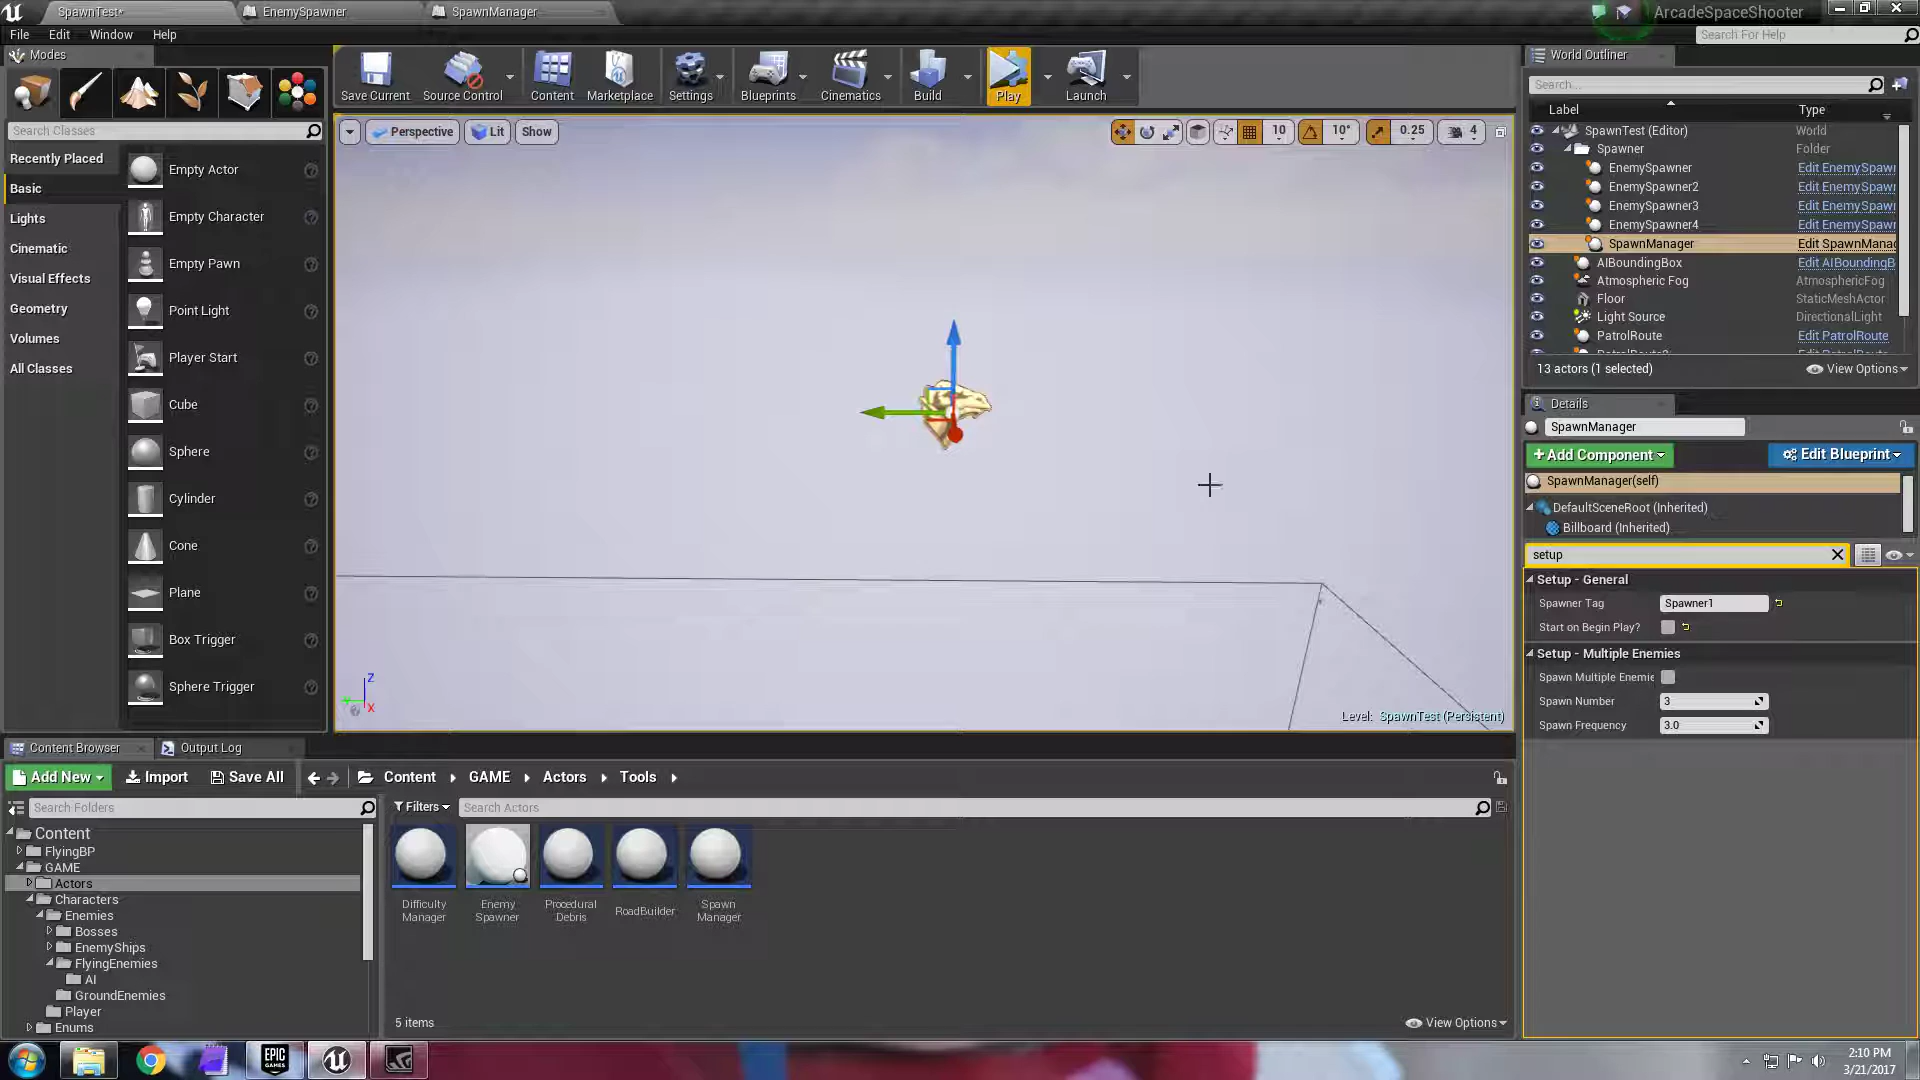 SpawnTest*
EnemySpawner
SpawnManager
ArcadeSpaceShooter
File
Edit
Window
Help
Search For Help
Modes
Save Current
Source Control
Content
Marketplace
Settings
Blueprints
Cinematics
Build
Play
Launch
World Outliner
Search...
Label
Type
SpawnTest (Editor)
World
Spawner
Folder
EnemySpawner
Edit EnemySpawn
EnemySpawner2
Edit EnemySpawn
EnemySpawner3
Edit EnemySpawn
EnemySpawner4
Edit EnemySpawn
SpawnManager
Edit SpawnManag
AIBoundingBox
Edit AIBoundingB
Atmospheric Fog
AtmosphericFog
Floor
StaticMeshActor
Light Source
DirectionalLight
PatrolRoute
Edit PatrolRoute
13 actors (1 selected)
View Options
Search Classes
Recently Placed
Basic
Lights
Cinematic
Visual Effects
Geometry
Volumes
All Classes
Empty Actor
Empty Character
Empty Pawn
Point Light
Player Start
Cube
Sphere
Cylinder
Cone
Plane
Box Trigger
Sphere Trigger
Perspective
Lit
Show
10
10°
0.25
4
Z
X
Level: SpawnTest (Persistent)
Details
SpawnManager
+Add Component
Edit Blueprint
SpawnManager(self)
DefaultSceneRoot (Inherited)
Billboard (Inherited)
setup
Setup - General
Spawner Tag
Spawner1
Start on Begin Play?
Setup - Multiple Enemies
Spawn Multiple Enemie
Spawn Number
3
Spawn Frequency
3.0
Content Browser
Output Log
Add New
Import
Save All
Content
GAME
Actors
Tools
Search Folders
Filters
Search Actors
Content
FlyingBP
GAME
Actors
Characters
Enemies
Bosses
EnemyShips
FlyingEnemies
AI
GroundEnemies
Player
Enums
Difficulty
Manager
Enemy
Spawner
Procedural
Debris
RoadBuilder
Spawn
Manager
5 items
View Options
EPIC
GAMES
2:10 PM
3/21/2017